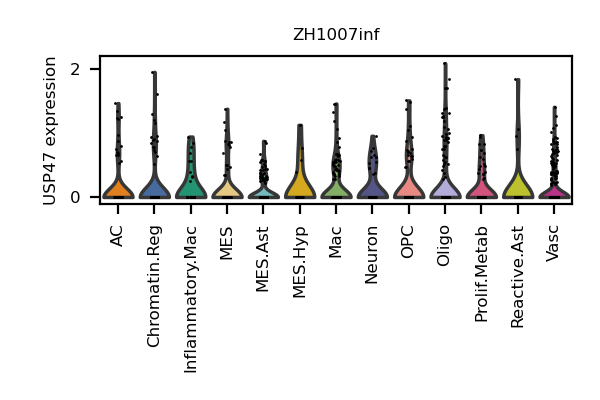 ZH1007inf
USP47 expression
2
0
AC
Chromatin.Reg
Inflammatory.Mac
MES
MES.Ast
MES.Hyp
Mac
Neuron
OPC
Oligo
Prolif.Metab
Reactive.Ast
Vasc